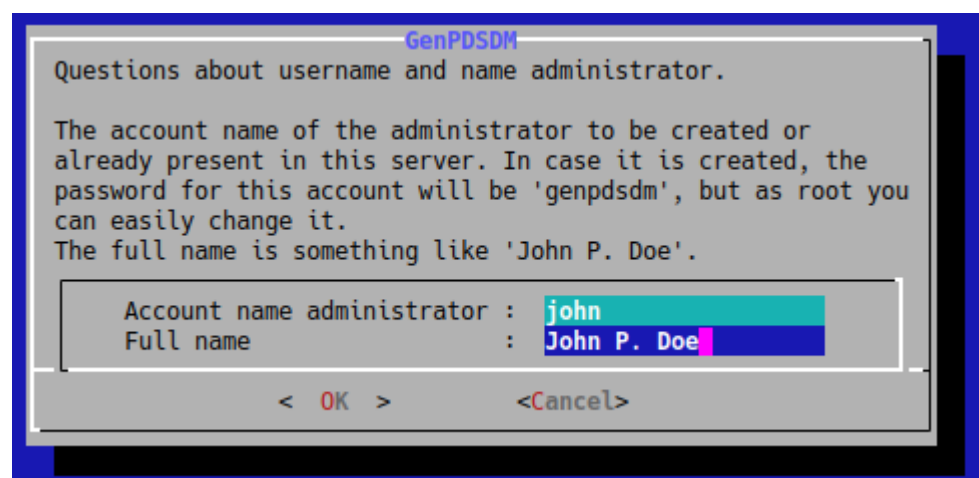 GenPDSDM
Questions about username and name administrator.
The account name of the administrator to be created or
already present in this server. In case it is created, the
password for this account will be 'genpdsdm', but as root you
can easily change it.
The full name is something like 'John P. Doe'.
Account name administrator : john
Full name : John P. Doe
< OK > <Cancel>